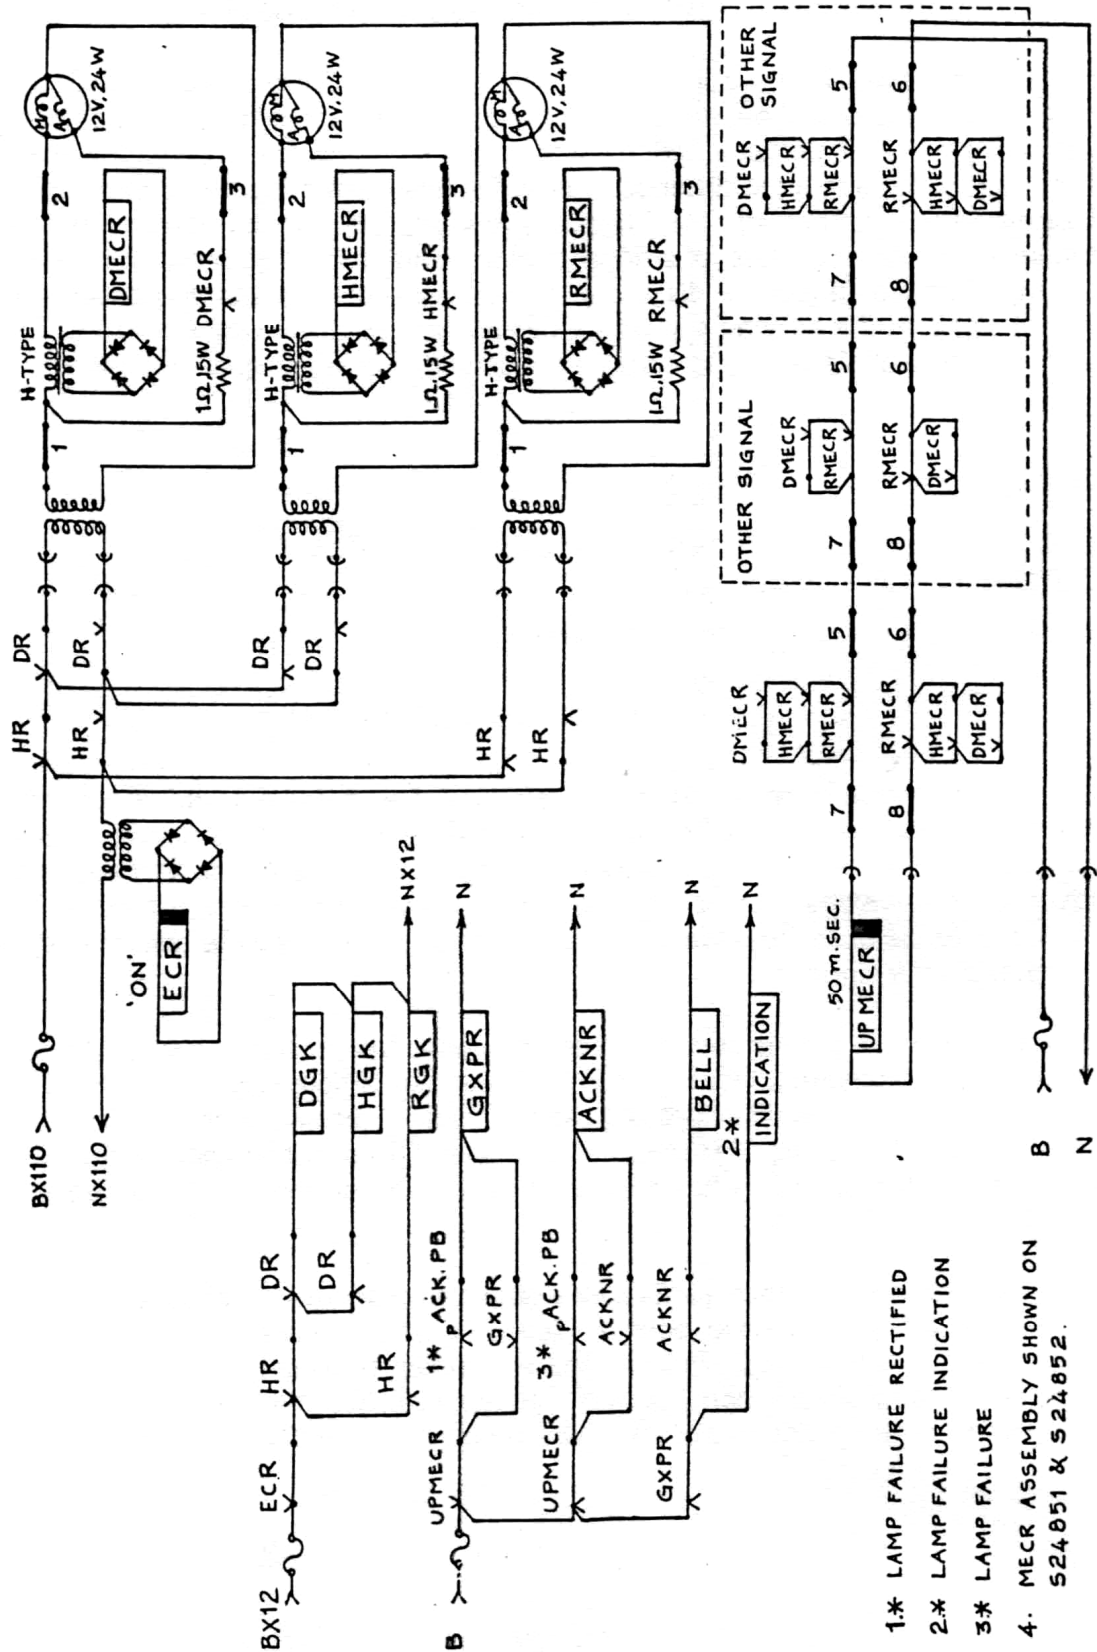 BX110
NX110
HR
DR
HR
DR
DR
DR
HR
HR
'ON'
ECR
H-TYPE
1
2
3
DMECR
1Ω,15W DMECR
H
A
12V,24W
H-TYPE
1
2
3
HMECR
1Ω,15W HMECR
H
A
12V,24W
H-TYPE
1
2
3
RMECR
1Ω,15W RMECR
H
A
12V,24W
BX12
ECR
HR
DR
DGK
DR
HGK
HR
RGK
NX12
B
UPMECR
1* P ACK.PB
GXPR
N
GXPR
UPMECR
3* P ACK.PB
ACKNR
N
ACKNR
GXPR
ACKNR
BELL
N
2*
INDICATION
N
50 m.SEC.
UP MECR
7
8
DMECR
HMECR
RMECR
RMECR
HMECR
DMECR
5
6
OTHER SIGNAL
7
8
DMECR
RMECR
RMECR
DMECR
5
6
OTHER
SIGNAL
7
8
DMECR
HMECR
RMECR
RMECR
HMECR
DMECR
5
6
B
N
1.* LAMP FAILURE RECTIFIED
2.* LAMP FAILURE INDICATION
3.* LAMP FAILURE
4. MECR ASSEMBLY SHOWN ON
S24851 & S24852.